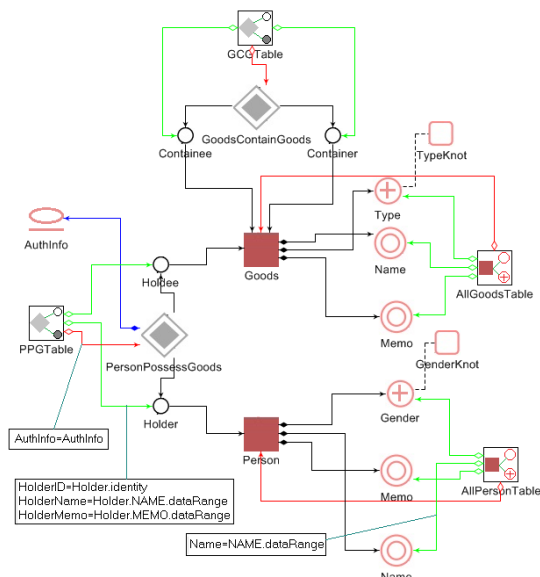 GCGTable
GoodsContainGoods
Containee
Container
TypeKnot
Type
AuthInfo
Name
Holdee
Goods
AllGoodsTable
Memo
PPGTable
PersonPossessGoods
GenderKnot
Holder
Gender
AuthInfo=AuthInfo
Person
HolderID=Holder.identity
HolderName=Holder.NAME.dataRange
HolderMemo=Holder.MEMO.dataRange
Memo
AllPersonTable
Name=NAME.dataRange
Name